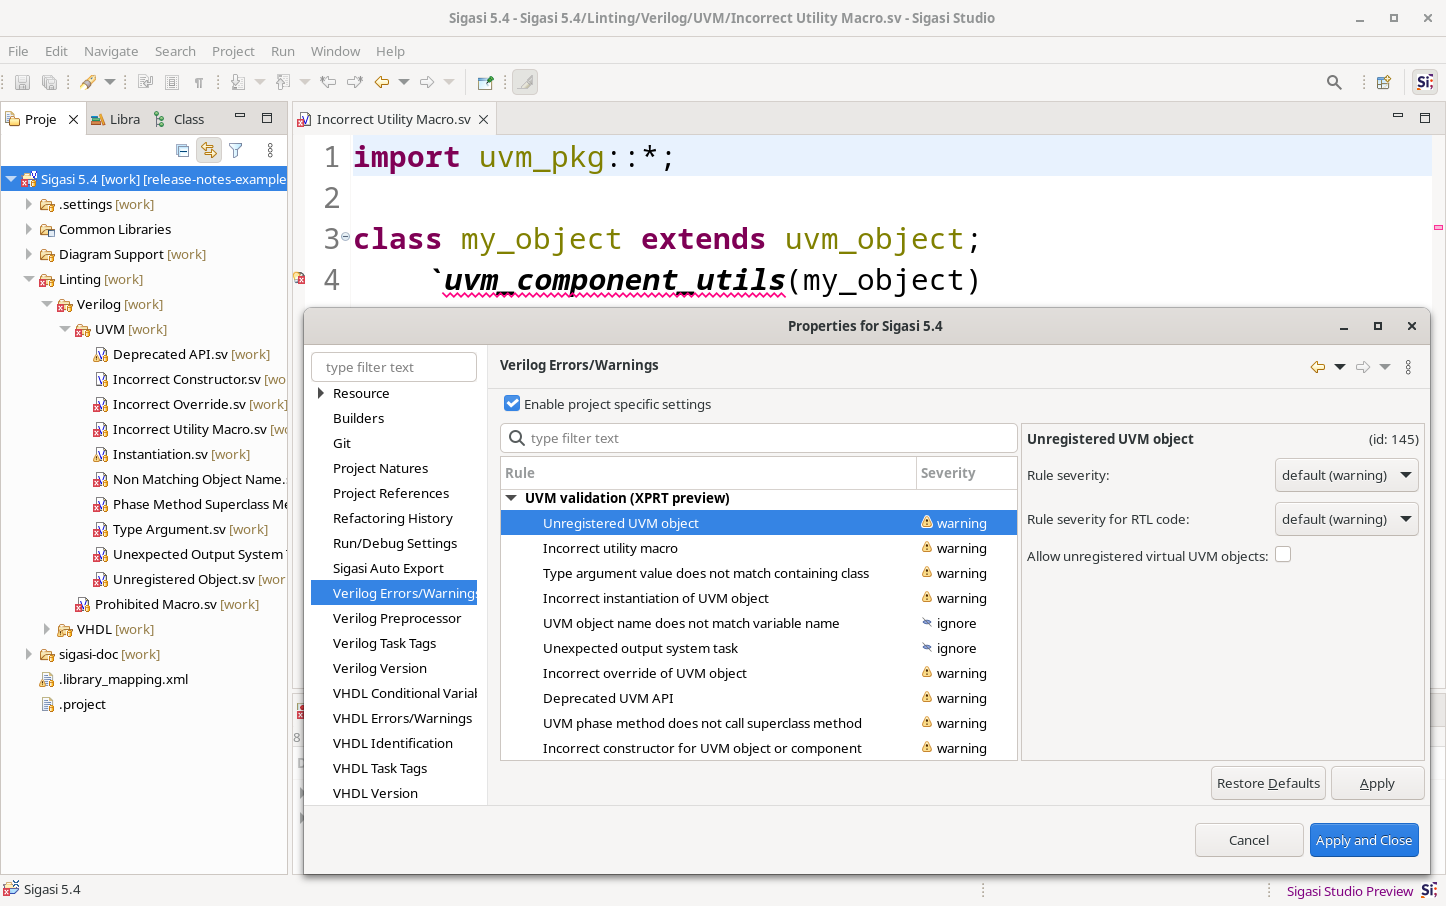 Sigasi 5.4 - Sigasi 5.4/Linting/Verilog/UVM/Incorrect Utility Macro.sv - Sigasi Studio
File Edit Navigate Search Project Run Window Help
Proje
Libra
Class
Sigasi 5.4 [work] [release-notes-example
.settings [work]
Common Libraries
Diagram Support [work]
Linting [work]
Verilog [work]
UVM [work]
Deprecated API.sv [work]
Incorrect Constructor.sv [wo
Incorrect Override.sv [work]
Incorrect Utility Macro.sv [wo
Instantiation.sv [work]
Non Matching Object Name.
Phase Method Superclass Me
Type Argument.sv [work]
Unexpected Output System
Unregistered Object.sv [wor
Prohibited Macro.sv [work]
VHDL [work]
sigasi-doc [work]
.library_mapping.xml
.project
Incorrect Utility Macro.sv
1 import uvm_pkg::*;
2
3 class my_object extends uvm_object;
4 `uvm_component_utils(my_object)
8
Properties for Sigasi 5.4
type filter text
Resource
Builders
Git
Project Natures
Project References
Refactoring History
Run/Debug Settings
Sigasi Auto Export
Verilog Errors/Warnings
Verilog Preprocessor
Verilog Task Tags
Verilog Version
VHDL Conditional Variab
VHDL Errors/Warnings
VHDL Identification
VHDL Task Tags
VHDL Version
Verilog Errors/Warnings
Enable project specific settings
type filter text
Rule Severity
UVM validation (XPRT preview)
Unregistered UVM object warning
Incorrect utility macro warning
Type argument value does not match containing class warning
Incorrect instantiation of UVM object warning
UVM object name does not match variable name ignore
Unexpected output system task ignore
Incorrect override of UVM object warning
Deprecated UVM API warning
UVM phase method does not call superclass method warning
Incorrect constructor for UVM object or component warning
Unregistered UVM object (id: 145)
Rule severity: default (warning)
Rule severity for RTL code: default (warning)
Allow unregistered virtual UVM objects:
Restore Defaults Apply
Cancel Apply and Close
Sigasi 5.4
Sigasi Studio Preview